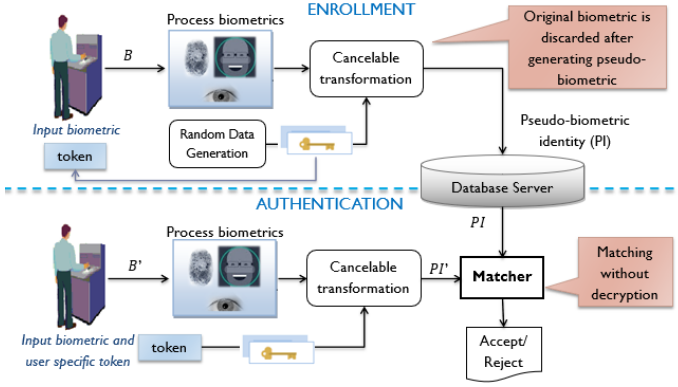 ENROLLMENT
Process biometrics
B
Cancelable
transformation
Original biometric is
discarded after
generating pseudo-
biometric
Input biometric
token
Random Data
Generation
Pseudo-biometric
identity (PI)
Database Server
AUTHENTICATION
PI
Process biometrics
B'
Cancelable
transformation
PI'
Matcher
Matching
without
decryption
Input biometric and
user specific token
token
Accept/
Reject